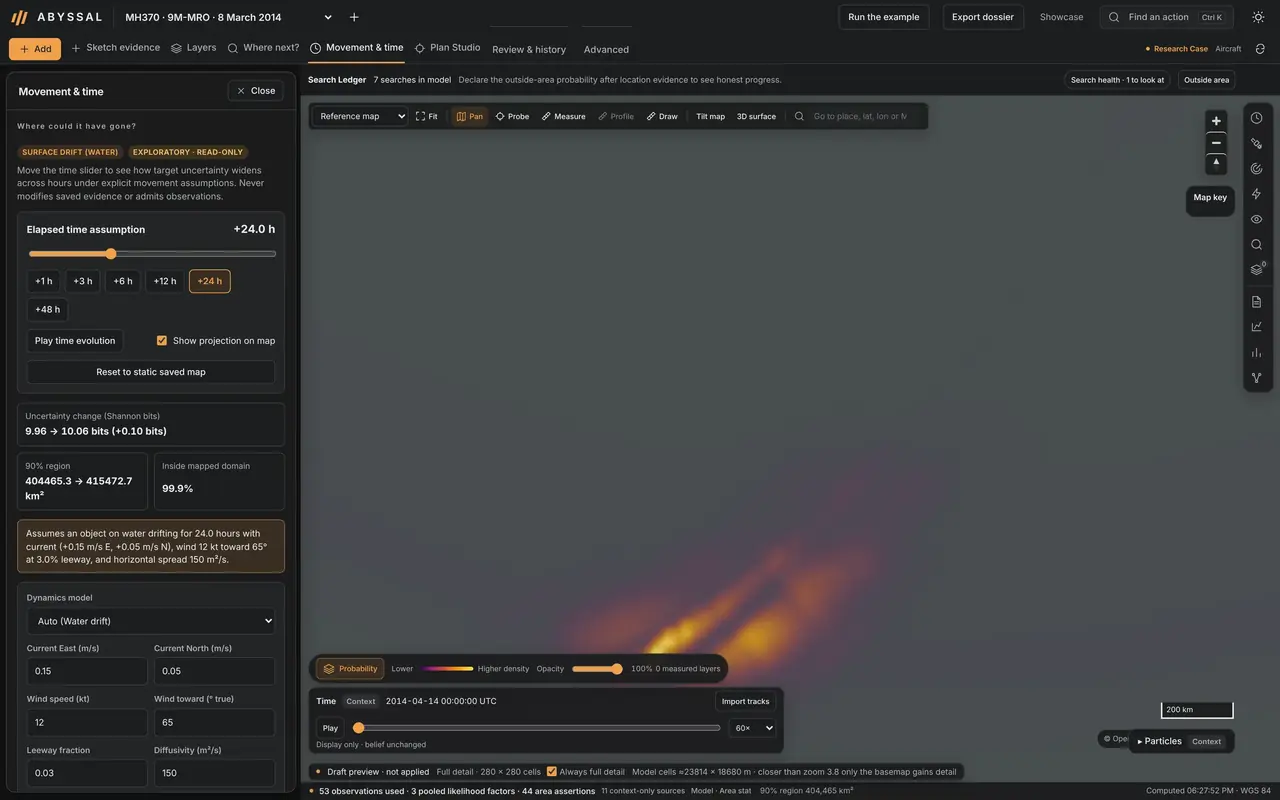 ABYSSAL
MH370 · 9M-MRO · 8 March 2014
Run the example
Export dossier
Showcase
Find an action Ctrl K
Add
Sketch evidence
Layers
Where next?
Movement & time
Plan Studio
Review & history
Advanced
Research Case
Aircraft
Movement & time
Close
Where could it have gone?
SURFACE DRIFT (WATER)
EXPLORATORY · READ-ONLY
Move the time slider to see how target uncertainty widens
across hours under explicit movement assumptions. Never
modifies saved evidence or admits observations.
Elapsed time assumption
+24.0 h
+1 h
+3 h
+6 h
+12 h
+24 h
+48 h
Play time evolution
Show projection on map
Reset to static saved map
Uncertainty change (Shannon bits)
9.96 → 10.06 bits (+0.10 bits)
90% region
404465.3 → 415472.7
km²
Inside mapped domain
99.9%
Assumes an object on water drifting for 24.0 hours with
current (+0.15 m/s E, +0.05 m/s N), wind 12 kt toward 65°
at 3.0% leeway, and horizontal spread 150 m²/s.
Dynamics model
Auto (Water drift)
Current East (m/s)
Current North (m/s)
0.15
0.05
Wind speed (kt)
Wind toward (° true)
12
65
Leeway fraction
Diffusivity (m²/s)
0.03
150
Search Ledger
7 searches in model
Declare the outside-area probability after location evidence to see honest progress.
Search health · 1 to look at
Outside area
Reference map
Fit
Pan
Probe
Measure
Profile
Draw
Tilt map
3D surface
Go to place, lat, lon or M
Map key
0
Probability
Lower
Higher density
Opacity
100%
0 measured layers
Time
Context
2014-04-14 00:00:00 UTC
Import tracks
Play
60×
Display only · belief unchanged
200 km
© Ope
▸ Particles
Context
Draft preview · not applied
Full detail · 280 × 280 cells
Always full detail
Model cells ≈23814 × 18680 m · closer than zoom 3.8 only the basemap gains detail
53 observations used · 3 pooled likelihood factors · 44 area assertions
11 context-only sources
Model · Area stat
90% region 404,465 km²
Computed 06:27:52 PM · WGS 84